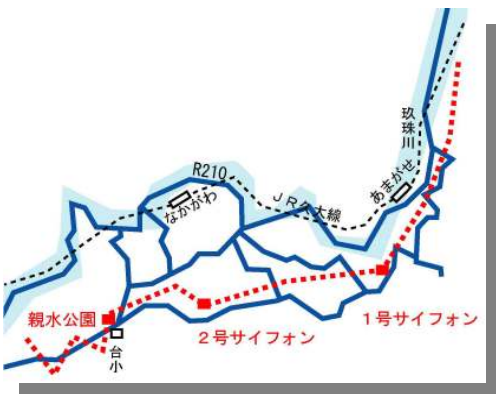 玖珠川
あまがせ
R210
なかがわ
JR久大線
親水公園
1号サイフォン
2号サイフォン
台小